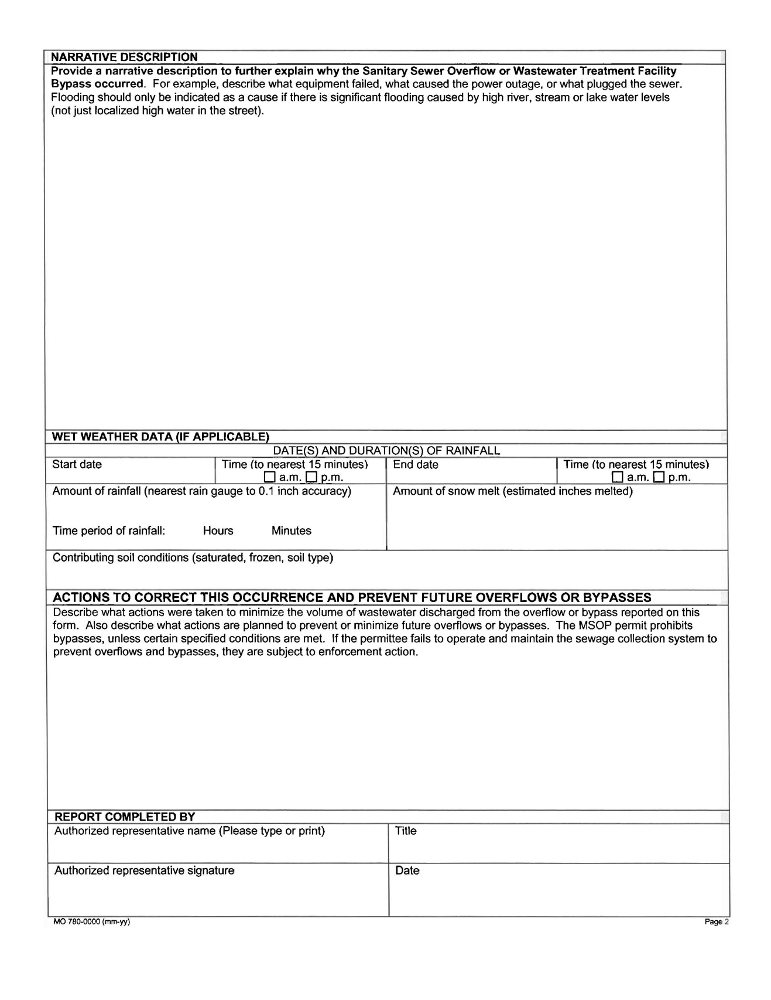 NARRATIVE DESCRIPTION
Provide a narrative description to further explain why the Sanitary Sewer Overflow or Wastewater Treatment Facility
Bypass occurred. For example, describe what equipment failed, what caused the power outage, or what plugged the sewer.
Flooding should only be indicated as a cause if there is significant flooding caused by high river, stream or lake water levels
(not just localized high water in the street).
WET WEATHER DATA (IF APPLICABLE)
DATE(S) AND DURATION(S) OF RAINFALL
Start date Time (to nearest 15 minutes) End date Time (to nearest 15 minutes)
a.m. p.m. a.m. p.m.
Amount of rainfall (nearest rain gauge to 0.1 inch accuracy) Amount of snow melt (estimated inches melted)
Time period of rainfall: Hours Minutes
Contributing soil conditions (saturated, frozen, soil type)
ACTIONS TO CORRECT THIS OCCURRENCE AND PREVENT FUTURE OVERFLOWS OR BYPASSES
Describe what actions were taken to minimize the volume of wastewater discharged from the overflow or bypass reported on this
form. Also describe what actions are planned to prevent or minimize future overflows or bypasses. The MSOP permit prohibits
bypasses, unless certain specified conditions are met. If the permittee fails to operate and maintain the sewage collection system to
prevent overflows and bypasses, they are subject to enforcement action.
REPORT COMPLETED BY
Authorized representative name (Please type or print) Title
Authorized representative signature Date
MO 780-0000 (mm-yy) Page 2